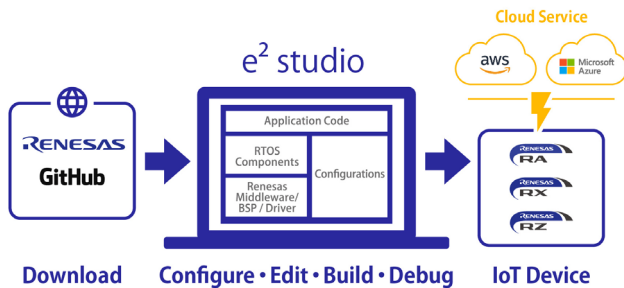 Cloud Service
aws
Microsoft
Azure
e² studio
RENESAS
GitHub
Application Code
RTOS
Components
Configurations
Renesas
Middleware/
BSP / Driver
RENESAS
RA
RENESAS
RX
RENESAS
RZ
Download
Configure • Edit • Build • Debug
IoT Device